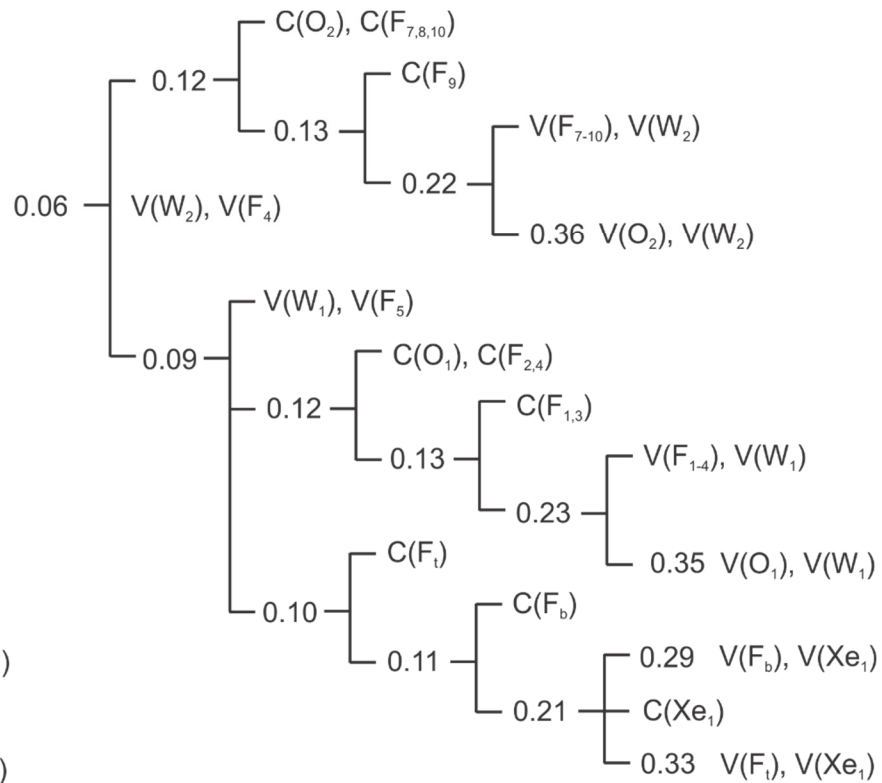 C(O₂), C(F₇,₈,₁₀)
0.12
C(F₉)
0.13
V(F₇₋₁₀), V(W₂)
0.22
0.06
V(W₂), V(F₄)
0.36 V(O₂), V(W₂)
V(W₁), V(F₅)
0.09
C(O₁), C(F₂,₄)
0.12
C(F₁,₃)
0.13
V(F₁₋₄), V(W₁)
0.23
C(Fₜ)
0.35 V(O₁), V(W₁)
0.10
C(F_b)
)
0.11
0.29 V(F_b), V(Xe₁)
0.21
C(Xe₁)
)
0.33 V(Fₜ), V(Xe₁)